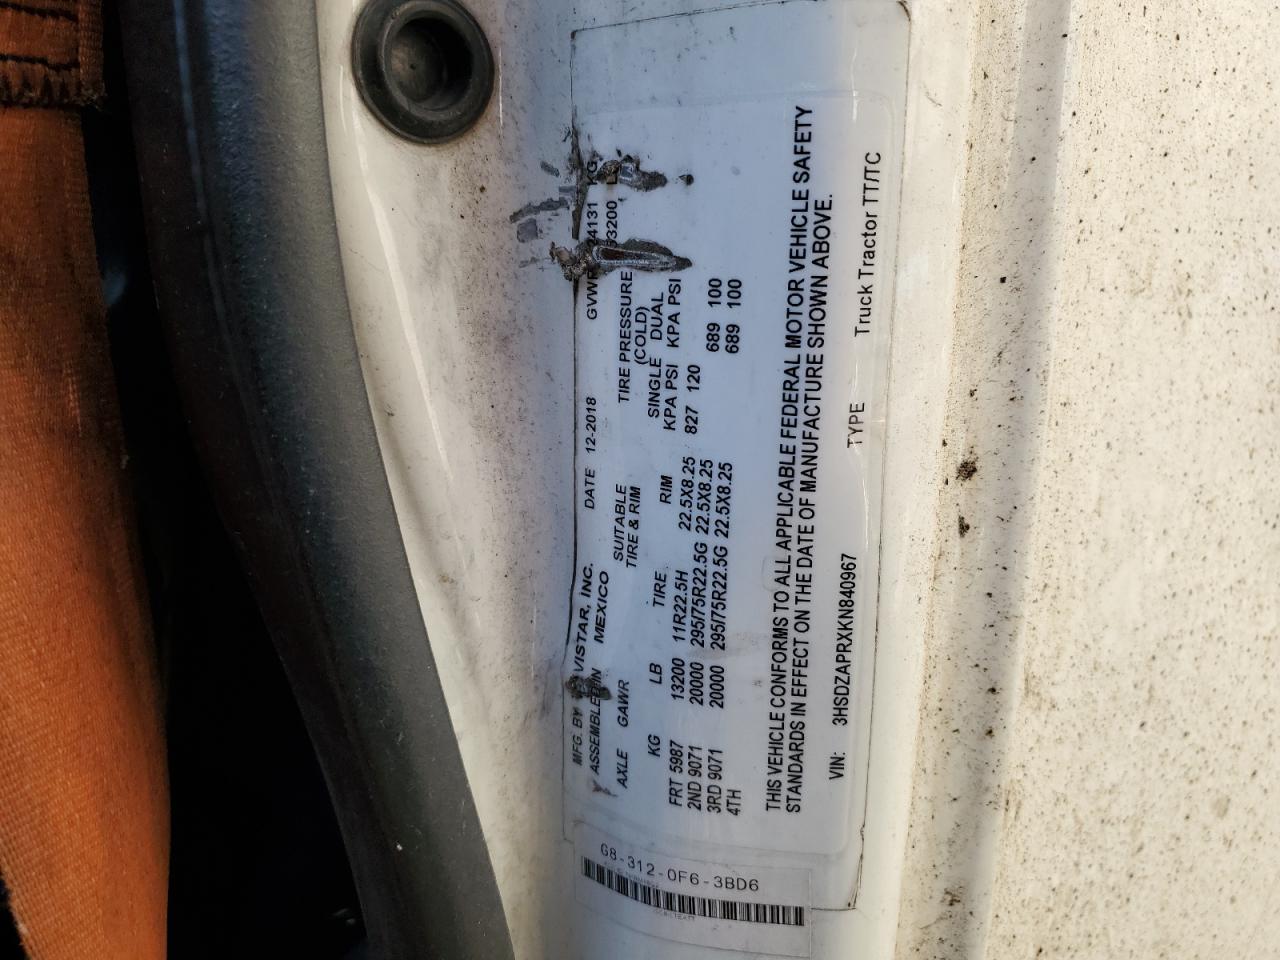 MFG. BY VISTAR, INC. DATE 12-2018 GVWR 24131 KG
ASSEMBLED IN MEXICO 53200
AXLE GAWR SUITABLE TIRE PRESSURE
TIRE & RIM (COLD)
SINGLE DUAL
KG LB TIRE RIM KPA PSI KPA PSI
FRT 5987 13200 11R22.5H 22.5X8.25 827 120
2ND 9071 20000 295/75R22.5G 22.5X8.25 689 100
3RD 9071 20000 295/75R22.5G 22.5X8.25 689 100
4TH
THIS VEHICLE CONFORMS TO ALL APPLICABLE FEDERAL MOTOR VEHICLE SAFETY
STANDARDS IN EFFECT ON THE DATE OF MANUFACTURE SHOWN ABOVE.
VIN: 3HSDZAPRXKN840967 TYPE Truck Tractor TT/TC
G8-312-0F6-3BD6